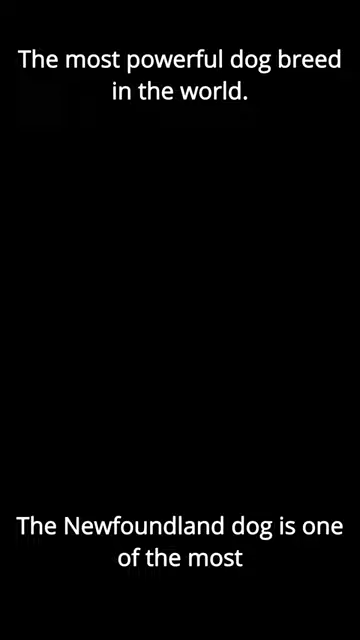 The most powerful dog breed
in the world.
The Newfoundland dog is one
of the most